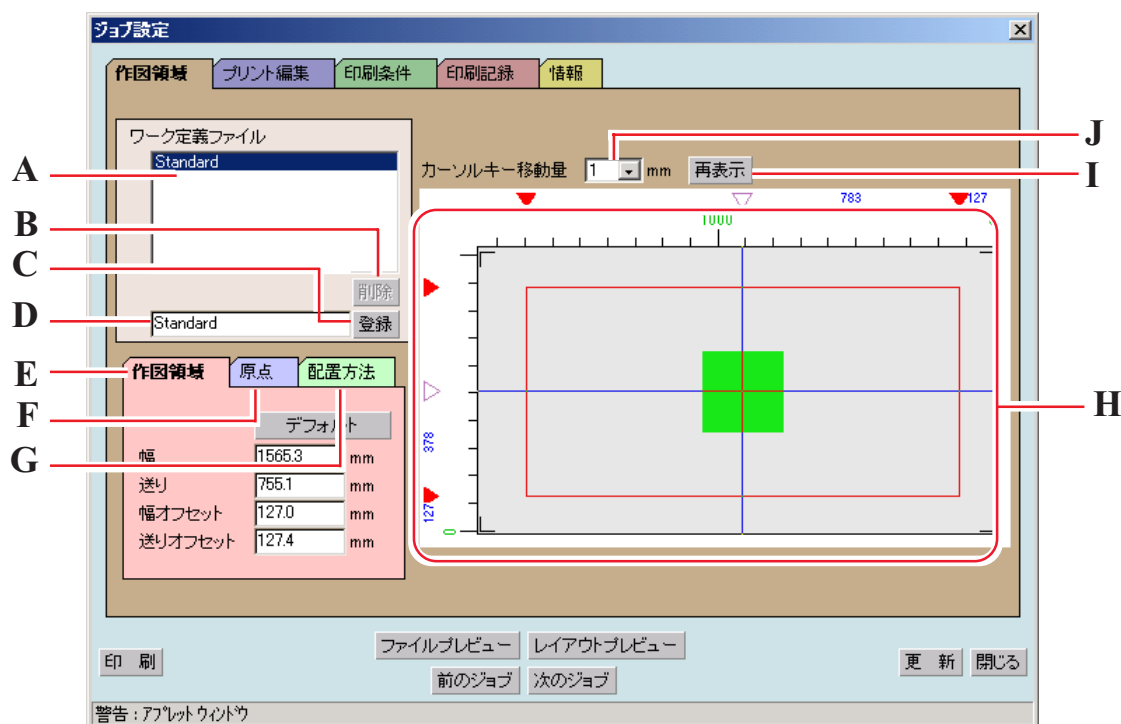 ジョブ設定
作図領域 プリント編集 印刷条件 印刷記録 情報
ワーク定義ファイル
Standard
A
B
C
D
E
F
G
削除
Standard 登録
カーソルキー移動量 1 mm 再表示
J
I
H
783 127
1000
378
127
0
作図領域 原点 配置方法
デフォルト
幅 1565.3 mm
送り 755.1 mm
幅オフセット 127.0 mm
送りオフセット 127.4 mm
ファイルプレビュー レイアウトプレビュー
印 刷 更 新 閉じる
前のジョブ 次のジョブ
警告 : アプレット ウィンドウ